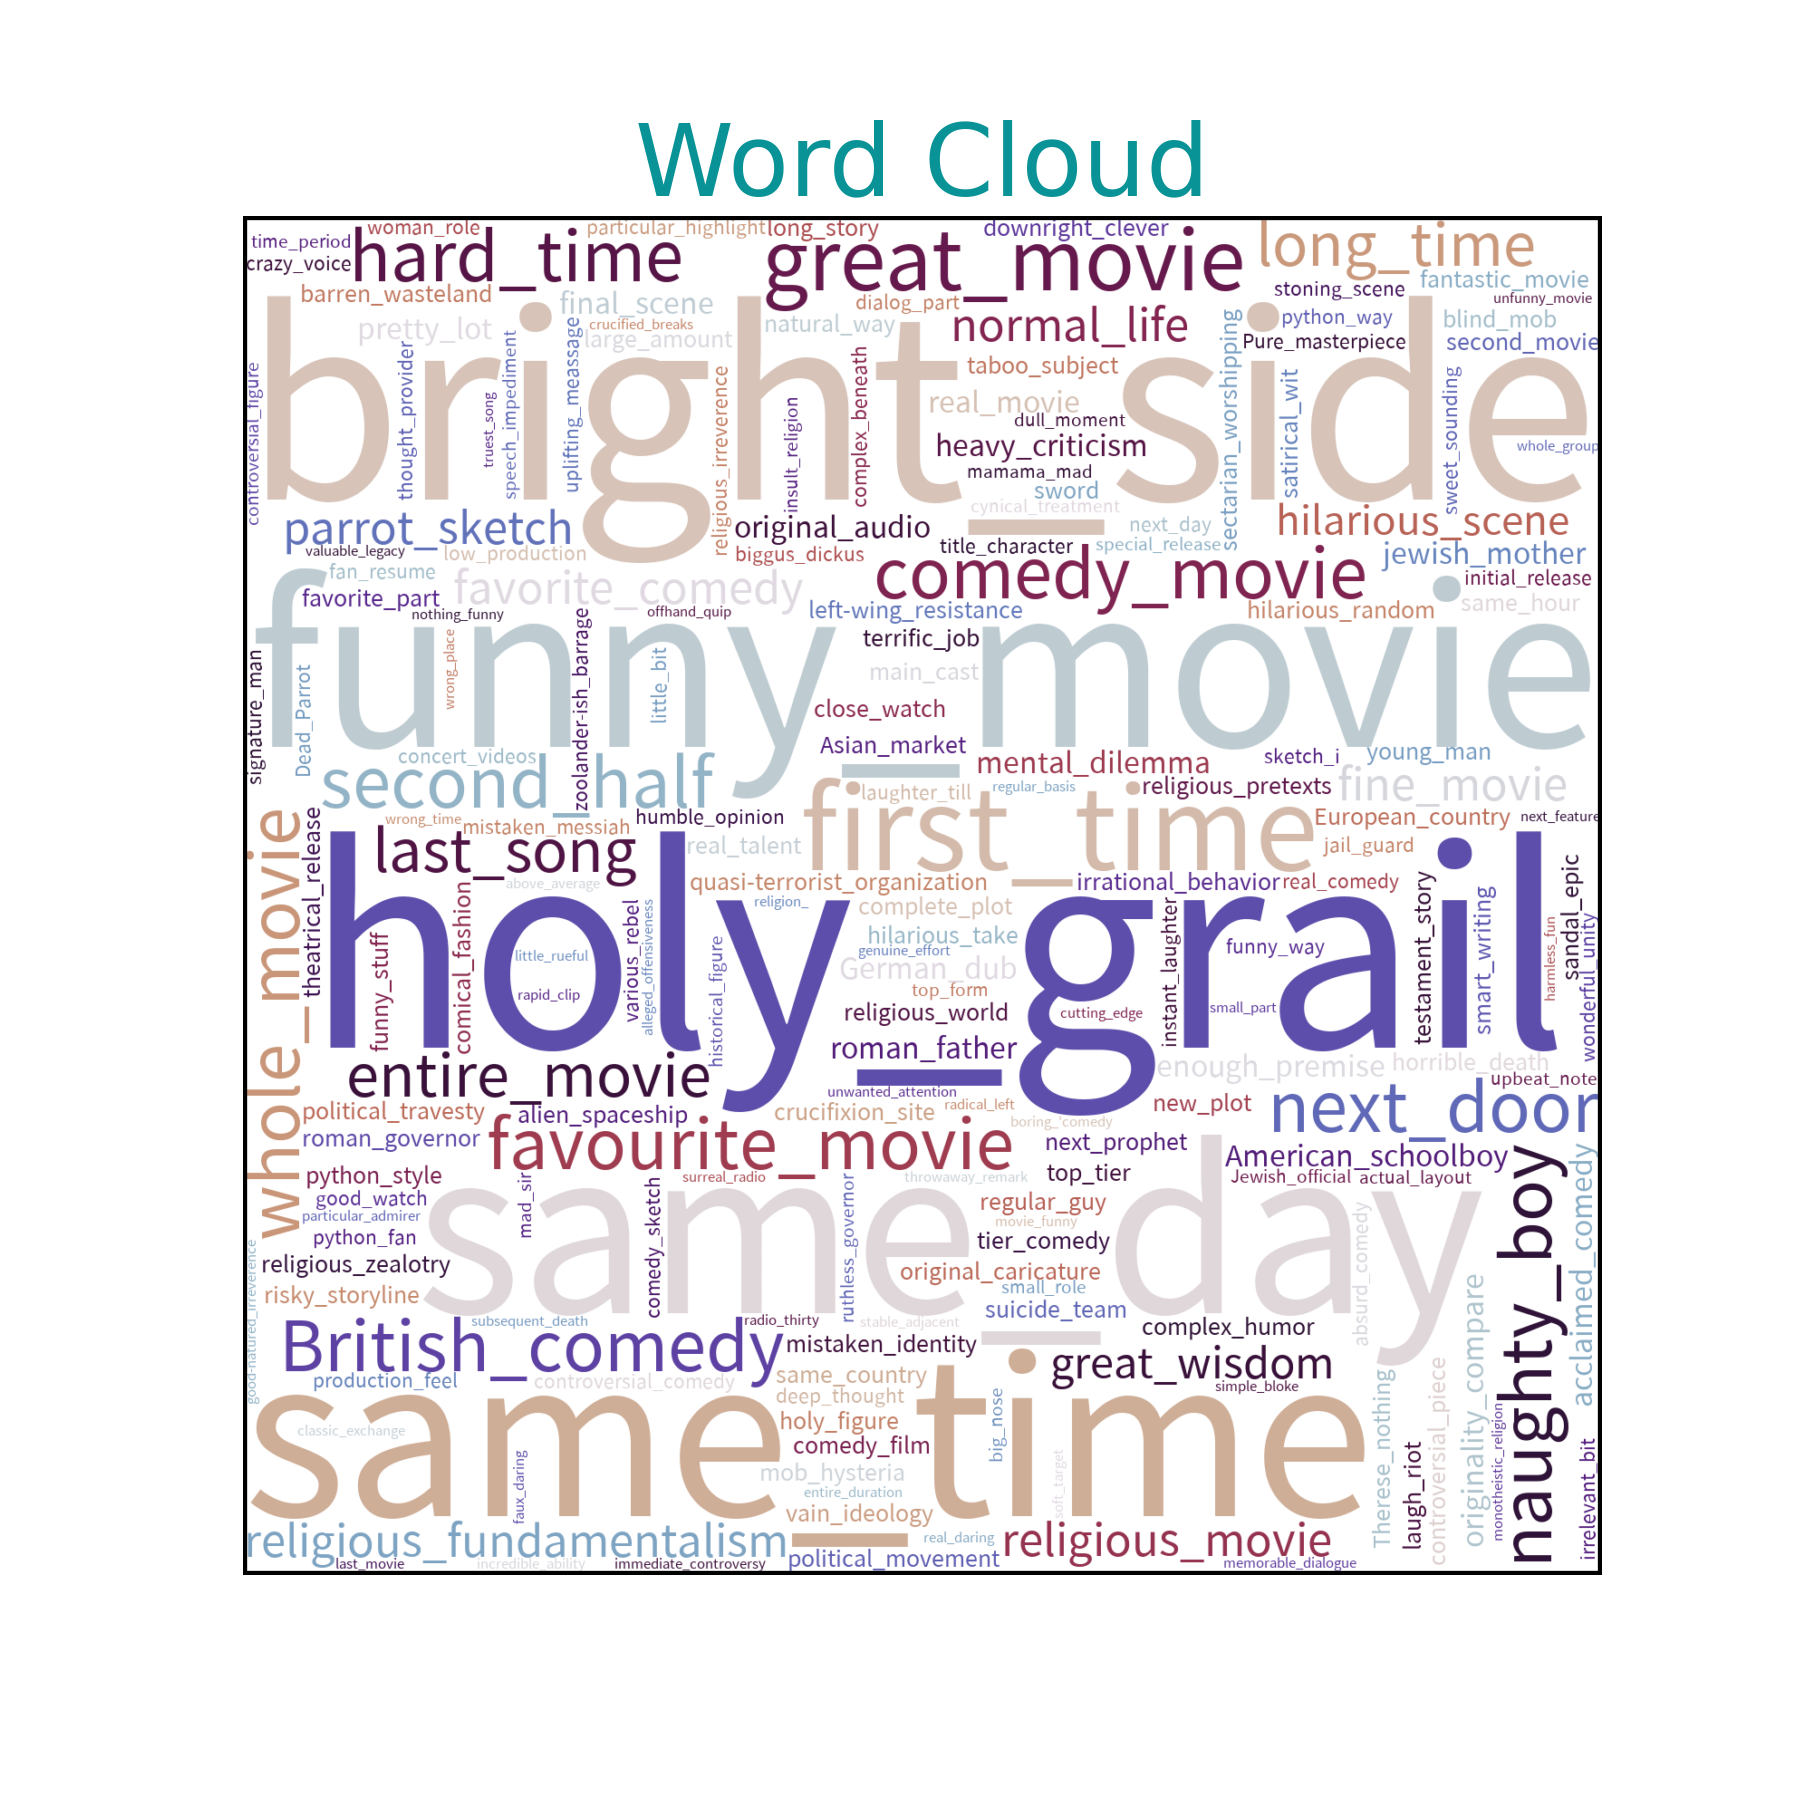 Word Cloud
woman_role
particular_highlight
long_story
downright_clever
long_time
time_period
hard_time
great_movie
crazy_voice
fantastic_movie
barren_wasteland
final_scene
dialog_part
stoning_scene
unfunny_movie
pretty_lot
crucified_breaks
large_amount
natural_way
normal_life
python_way
blind_mob
Pure_masterpiece
second_movie
bright_side
controversial_figure
thought_provider
truest_song
speech_impediment
uplifting_meassage
religious_irreverence
insult_religion
complex_beneath
taboo_subject
real_movie
dull_moment
heavy_criticism
mamama_mad
sword
cynical_treatment
sectarian_worshipping
satirical_wit
sweet_sounding
whole_group
parrot_sketch
original_audio
next_day
hilarious_scene
valuable_legacy
low_production
biggus_dickus
title_character
special_release
jewish_mother
fan_resume
favorite_comedy
comedy_movie
initial_release
favorite_part
nothing_funny
offhand_quip
left-wing_resistance
hilarious_random
same_hour
funny_movie
signature_man
Dead_Parrot
wrong_place
zoolander-ish_barrage
little_bit
terrific_job
main_cast
close_watch
Asian_market
concert_videos
second_half
mental_dilemma
sketch_i
young_man
laughter_till
regular_basis
religious_pretexts
fine_movie
whole_movie
theatrical_release
wrong_time
mistaken_messiah
humble_opinion
first_time
European_country
next_feature
last_song
real_talent
jail_guard
above_average
quasi-terrorist_organization
irrational_behavior
real_comedy
holy_grail
funny_stuff
comical_fashion
little_rueful
rapid_clip
various_rebel
alleged_offensiveness
historical_figure
religion_
complete_plot
hilarious_take
genuine_effort
German_dub
top_form
religious_world
cutting_edge
instant_laughter
funny_way
small_part
testament_story
smart_writing
harmless_fun
sandal_epic
wonderful_unity
entire_movie
roman_father
enough_premise
horrible_death
unwanted_attention
upbeat_note
political_travesty
alien_spaceship
crucifixion_site
radical_left
new_plot
next_door
roman_governor
favourite_movie
boring_'comedy
next_prophet
American_schoolboy
python_style
surreal_radio
throwaway_remark
top_tier
Jewish_official
actual_layout
good_watch
particular_admirer
python_fan
same_day
mad_sir
comedy_sketch
ruthless_governor
regular_guy
movie_funny
tier_comedy
absurd_comedy
naughty_boy
acclaimed_comedy
good-natured_irreverence
religious_zealotry
original_caricature
risky_storyline
small_role
suicide_team
subsequent_death
radio_thirty
stable_adjacent
complex_humor
British_comedy
mistaken_identity
great_wisdom
originality_compare
production_feel
controversial_comedy
same_country
simple_bloke
deep_thought
same_time
classic_exchange
holy_figure
comedy_film
big_nose
mob_hysteria
entire_duration
faux_daring
soft_target
Therese_nothing
laugh_riot
controversial_piece
monotheistic_religion
irrelevant_bit
vain_ideology
religious_fundamentalism
real_daring
religious_movie
last_movie
incredible_ability
immediate_controversy
political_movement
memorable_dialogue